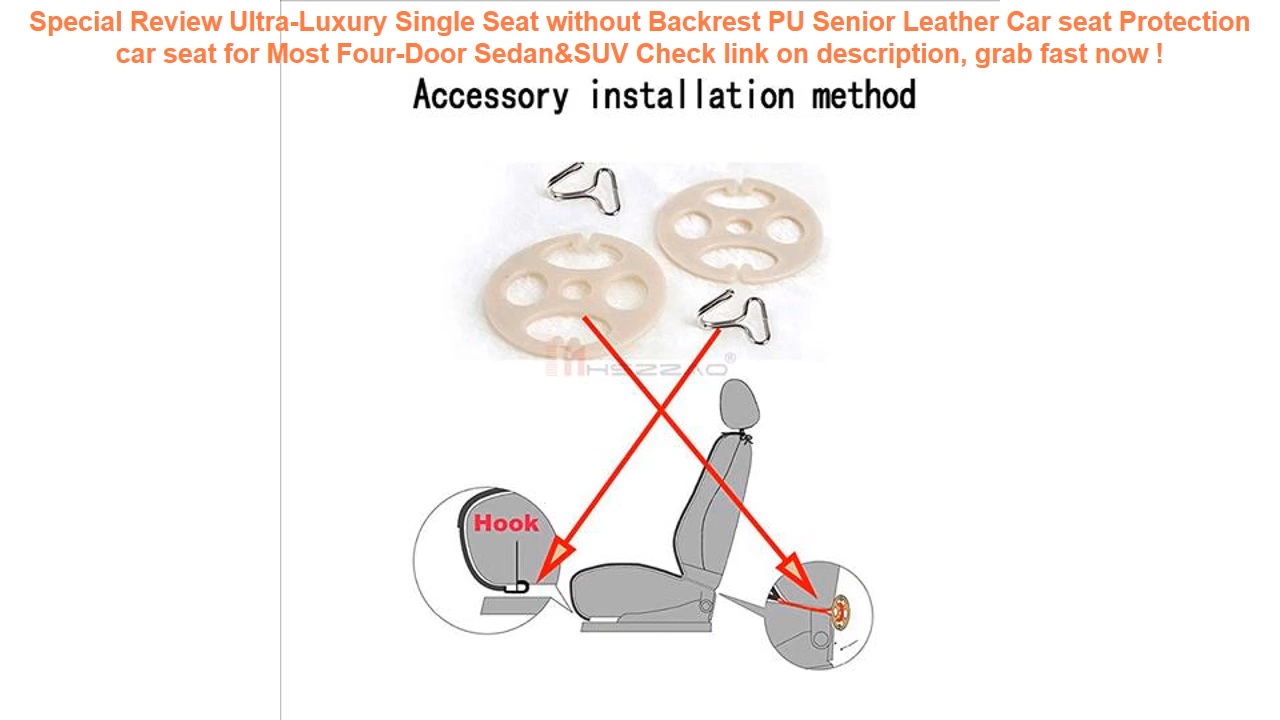 Special Review Ultra-Luxury Single Seat without Backrest PU Senior Leather Car seat Protection
car seat for Most Four-Door Sedan&SUV Check link on description, grab fast now !
Accessory installation method
HSZZAO®
Hook